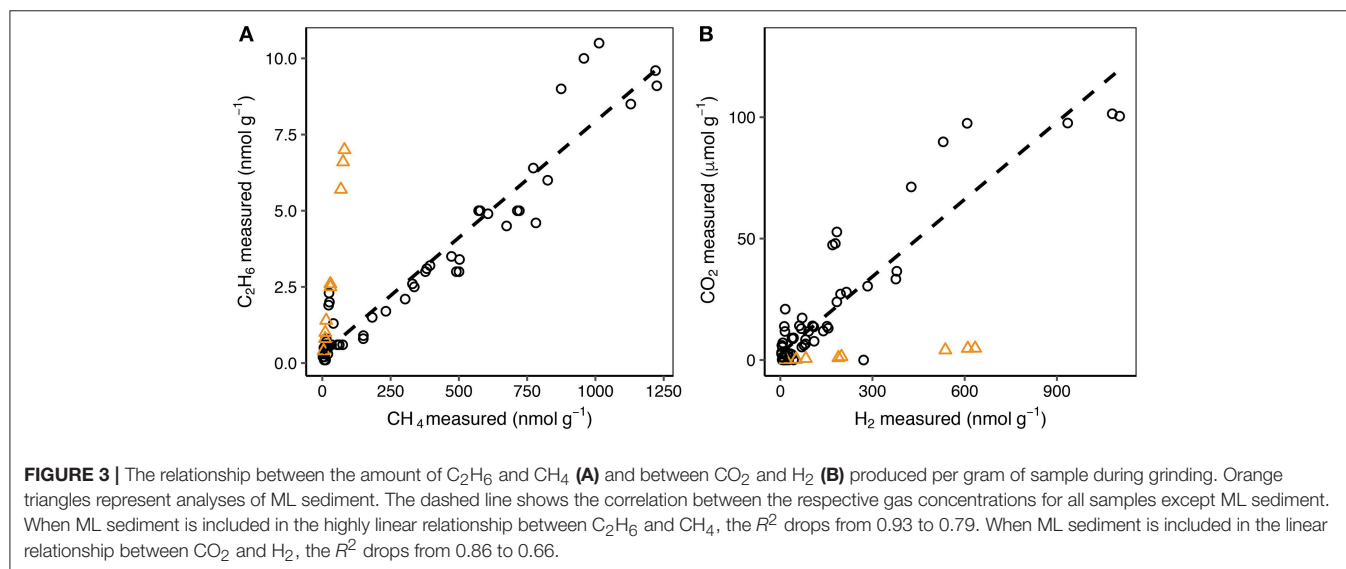 A
C₂H₆ measured (nmol g⁻¹)
10.0
7.5
5.0
2.5
0.0
0
250
500
750
1000
1250
CH₄ measured (nmol g⁻¹)
B
CO₂ measured (μmol g⁻¹)
100
50
0
0
300
600
900
H₂ measured (nmol g⁻¹)
FIGURE 3 | The relationship between the amount of C₂H₆ and CH₄ (A) and between CO₂ and H₂ (B) produced per gram of sample during grinding. Orange
triangles represent analyses of ML sediment. The dashed line shows the correlation between the respective gas concentrations for all samples except ML sediment.
When ML sediment is included in the highly linear relationship between C₂H₆ and CH₄, the R² drops from 0.93 to 0.79. When ML sediment is included in the linear
relationship between CO₂ and H₂, the R² drops from 0.86 to 0.66.